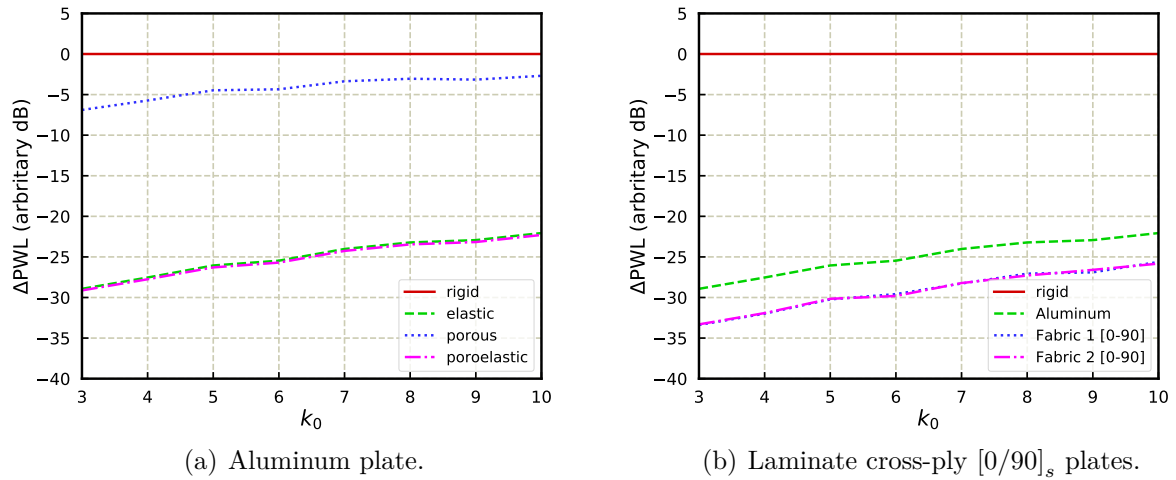 5
0
−5
−10
−15
−20
−25
−30
−35
−40
ΔPWL (arbritary dB)
3 4 5 6 7 8 9 10
k₀
rigid
elastic
porous
poroelastic
(a) Aluminum plate.
5
0
−5
−10
−15
−20
−25
−30
−35
−40
ΔPWL (arbritary dB)
3 4 5 6 7 8 9 10
k₀
rigid
Aluminum
Fabric 1 [0-90]
Fabric 2 [0-90]
(b) Laminate cross-ply [0/90]ₛ plates.